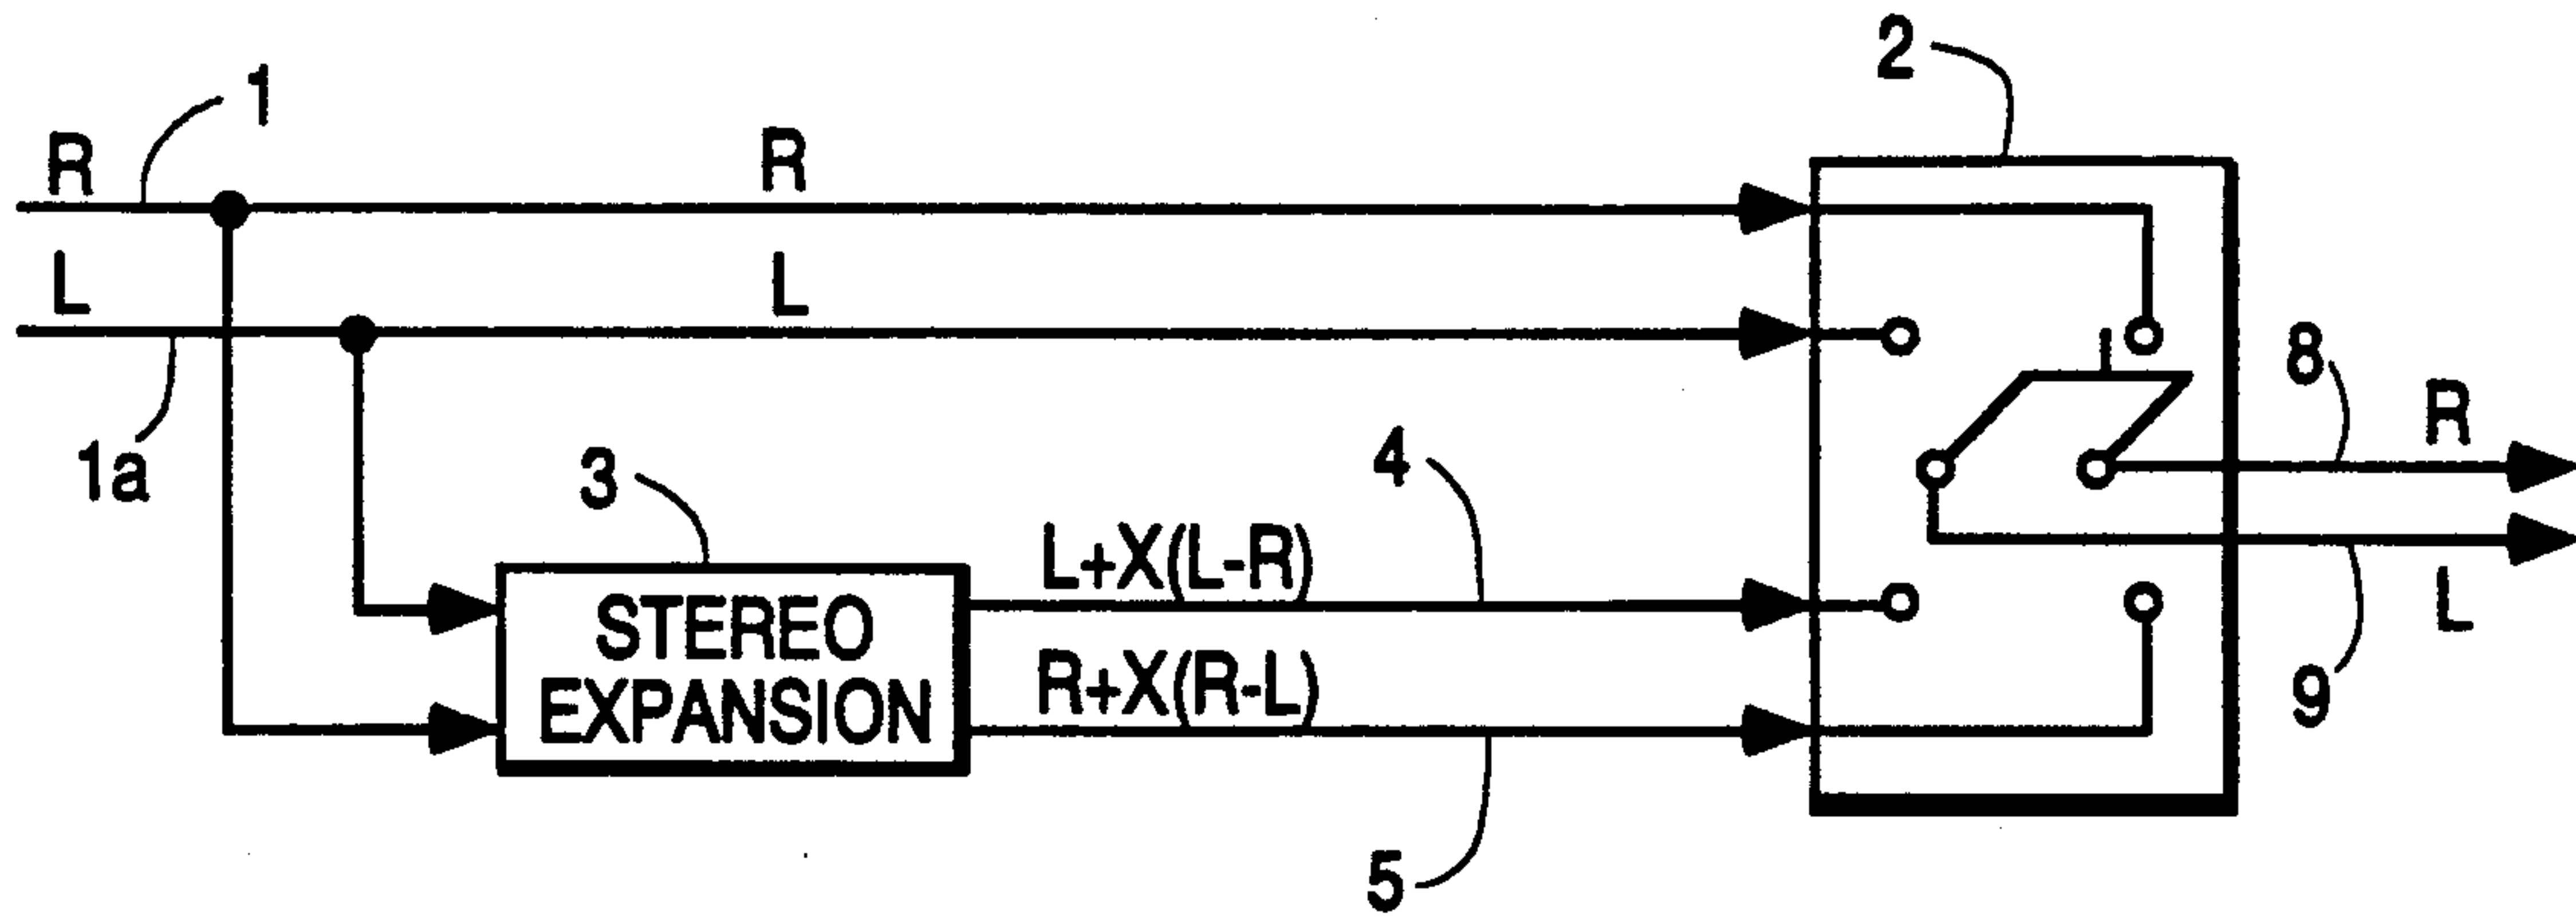 2
1
R
R
L
L
8
R
1a
3
4
L+X(L-R)
STEREO
EXPANSION
R+X(R-L)
L
9
5